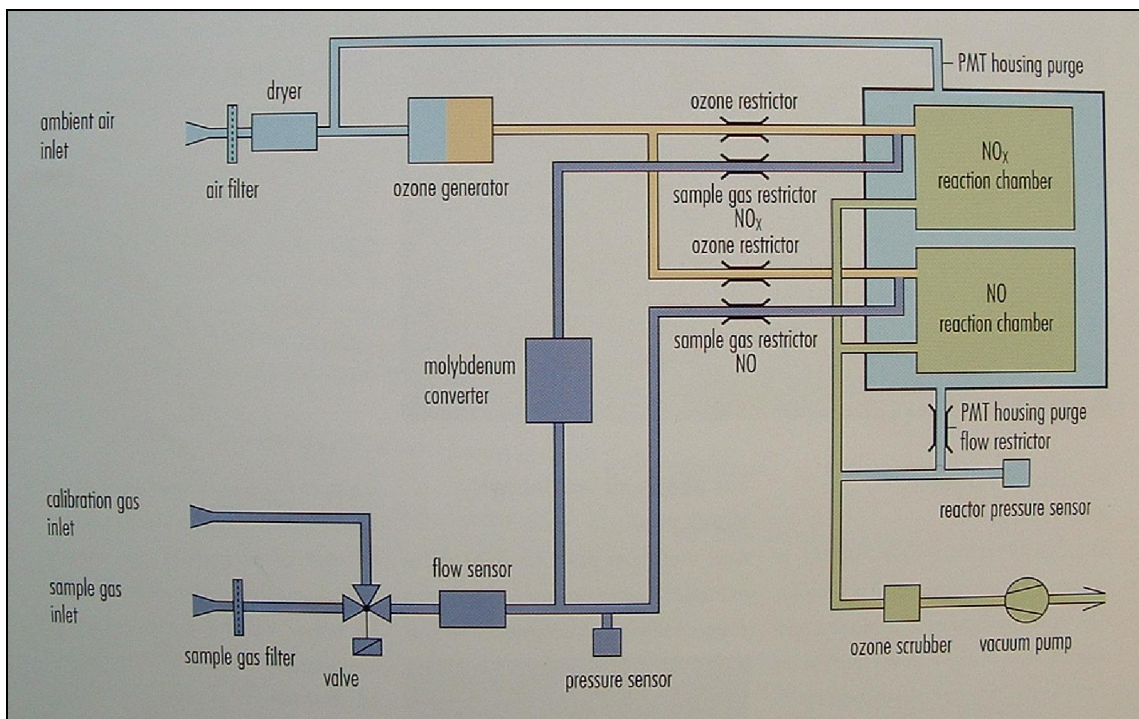 PMT housing purge
dryer
ambient air
inlet
air filter
ozone generator
ozone restrictor
sample gas restrictor
NOX
ozone restrictor
NOX
reaction chamber
NO
reaction chamber
sample gas restrictor
NO
molybdenum
converter
PMT housing purge
flow restrictor
reactor pressure sensor
calibration gas
inlet
flow sensor
sample gas
inlet
sample gas filter
valve
pressure sensor
ozone scrubber
vacuum pump